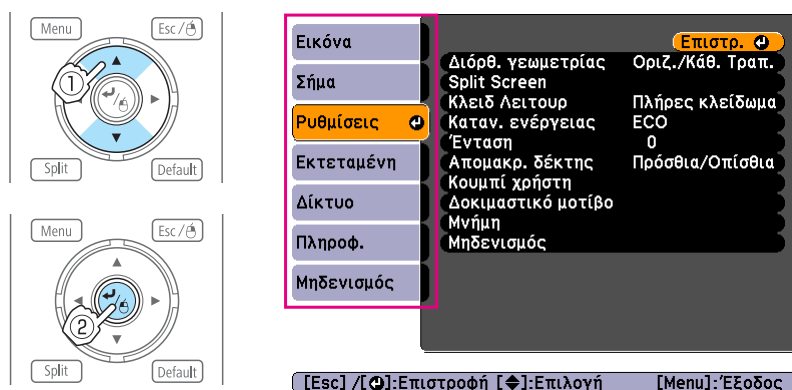 Menu
Esc/
1
Split
Default
Menu
Esc/
2
Split
Default
Εικόνα
Σήμα
Ρυθμίσεις
Εκτεταμένη
Δίκτυο
Πληροφ.
Μηδενισμός
Επιστρ.
Διόρθ. γεωμετρίας Οριζ./Κάθ. Τραπ.
Split Screen
Κλειδ Λειτουρ Πλήρες κλείδωμα
Καταν. ενέργειας ECO
Ένταση 0
Απομακρ. δέκτης Πρόσθια/Οπίσθια
Κουμπί χρήστη
Δοκιμαστικό μοτίβο
Μνήμη
Μηδενισμός
[Esc] /[ ]:Επιστροφή [ ]:Επιλογή [Menu]:Έξοδος